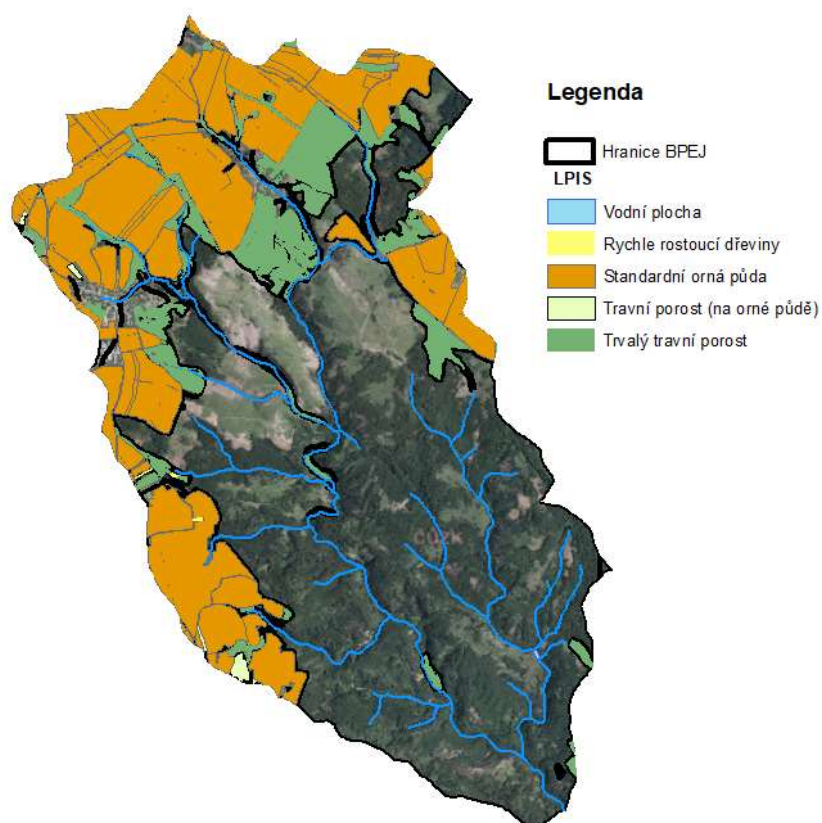 Legenda
Hranice BPEJ
LPIS
Vodní plocha
Rychle rostoucí dřeviny
Standardní orná půda
Travní porost (na orné půdě)
Trvalý travní porost
ČÚZK